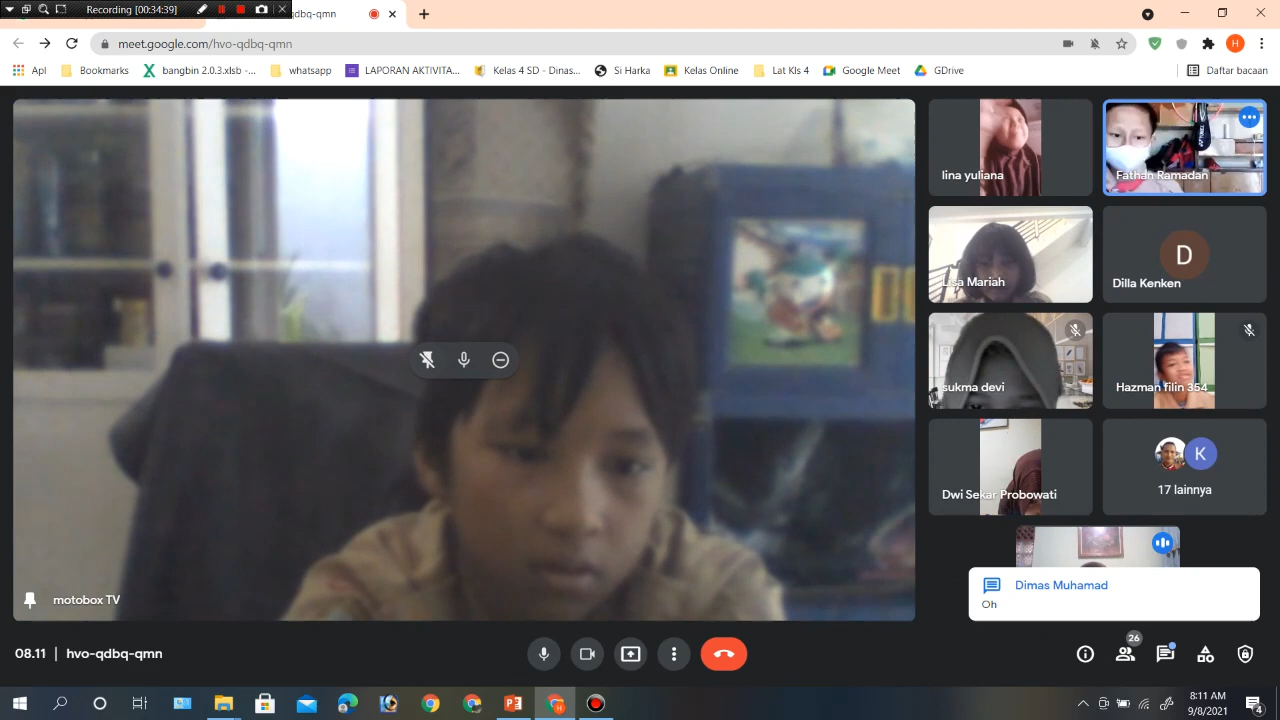 Recording [00:34:39]
dbq-qmn
meet.google.com/hvo-qdbq-qmn
H
Apl
Bookmarks
bangbin 2.0.3.xlsb -...
whatsapp
LAPORAN AKTIVITA...
Kelas 4 SD - Dinas...
Si Harka
Kelas Online
Lat Kls 4
Google Meet
GDrive
Daftar bacaan
lina yuliana
Fathan Ramadan
Lisa Mariah
D
Dilla Kenken
sukma devi
Hazman filin 354
Dwi Sekar Probowati
K
17 lainnya
motobox TV
Dimas Muhamad
Oh
08.11 | hvo-qdbq-qmn
26
8:11 AM
9/8/2021
4